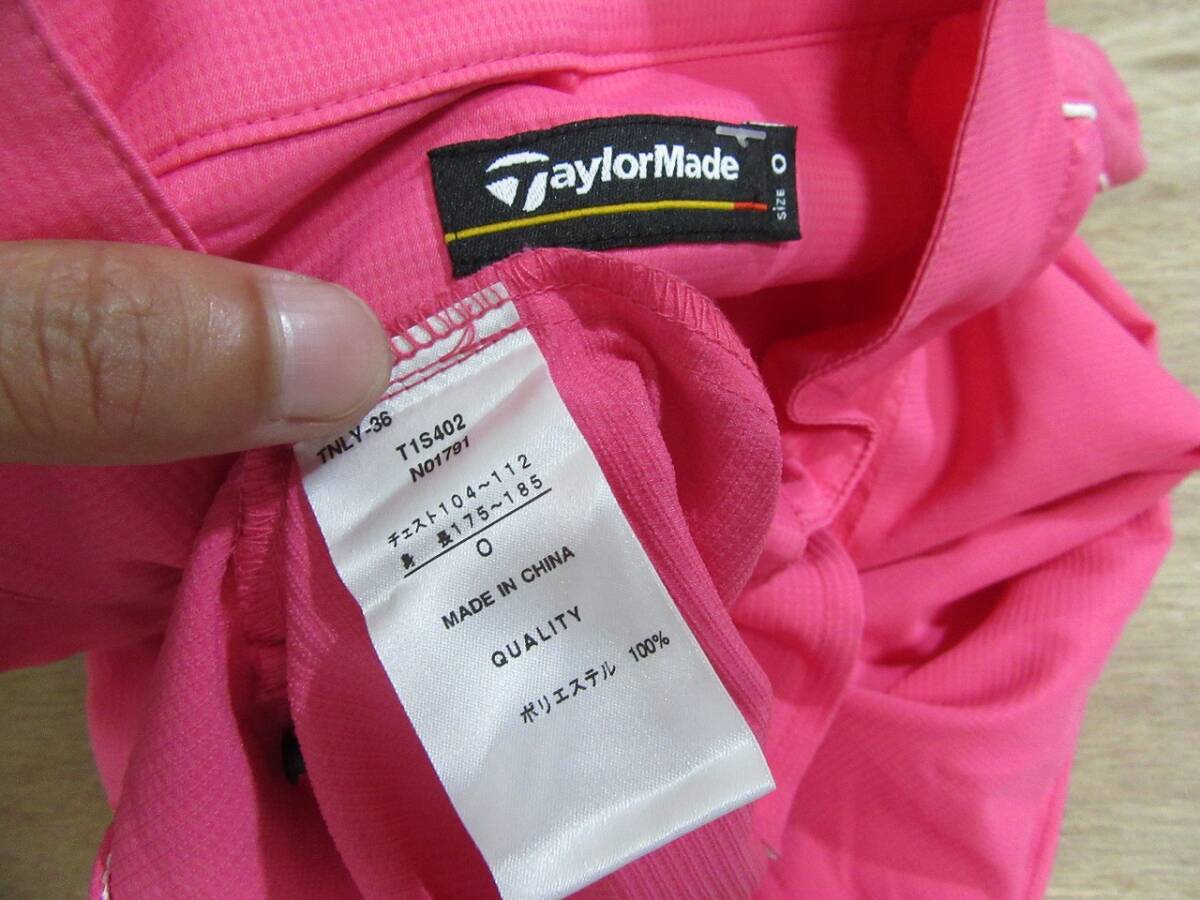 TaylorMade
SIZE O
TNLY-36
T1S402
N01791
チェスト104~112
身 長175~185
O
MADE IN CHINA
QUALITY
ポリエステル 100%